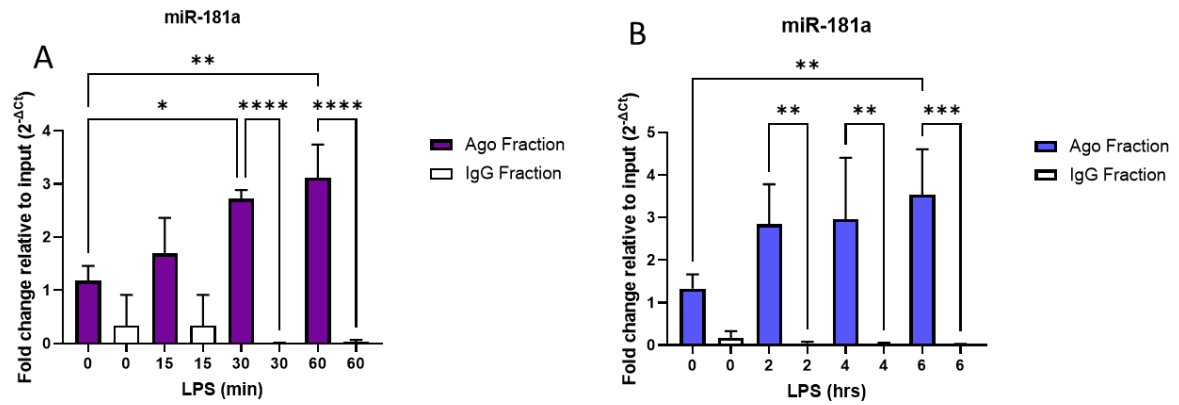 miR-181a
A
**
*
****
****
Fold change relative to input (2-ΔCt)
4
3
2
1
0
0
0
15
15
30
30
60
60
LPS (min)
Ago Fraction
IgG Fraction
miR-181a
B
**
**
**
***
Fold change relative to input (2-ΔCt)
5
4
3
2
1
0
0
0
2
2
4
4
6
6
LPS (hrs)
Ago Fraction
IgG Fraction